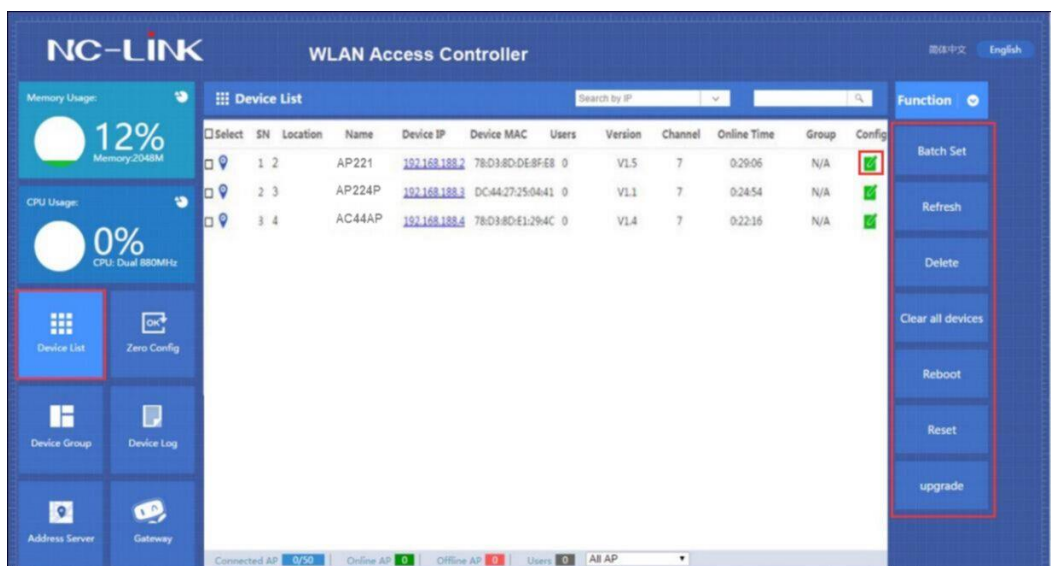 NC-LINK
WLAN Access Controller
简体中文 English
Memory Usage:
12%
Memory:2048M
CPU Usage:
0%
CPU: Dual 880MHz
Device List
Zero Config
Device Group
Device Log
Address Server
Gateway
Device List
Search by IP
Select SN Location Name Device IP Device MAC Users Version Channel Online Time Group Config
1 2 AP221 192.168.188.2 78:D3:8D:DE:8F:E8 0 V1.5 7 0:29:06 N/A
2 3 AP224P 192.168.188.3 DC:44:27:25:04:41 0 V1.1 7 0:24:54 N/A
3 4 AC44AP 192.168.188.4 78:D3:8D:E1:29:4C 0 V1.4 7 0:22:16 N/A
Connected AP 0/50 Online AP 0 Offline AP 0 Users 0 All AP
Function
Batch Set
Refresh
Delete
Clear all devices
Reboot
Reset
upgrade